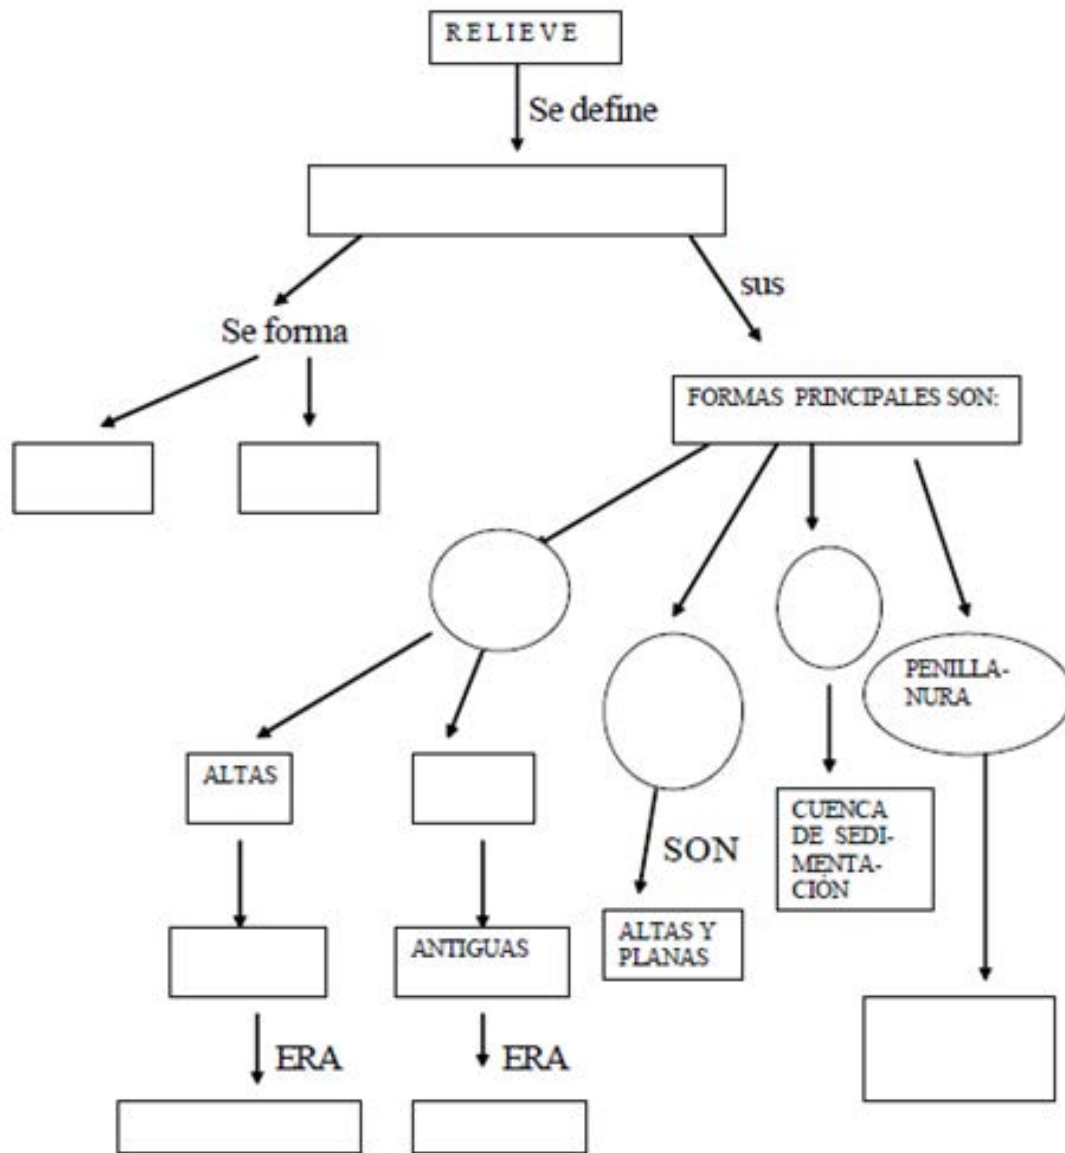 RELIEVE
Se define
sus
Se forma
FORMAS PRINCIPALES SON:
PENILLA-
NURA
ALTAS
CUENCA
DE SEDI-
MENTA-
CIÓN
SON
ANTIGUAS
ALTAS Y
PLANAS
ERA
ERA